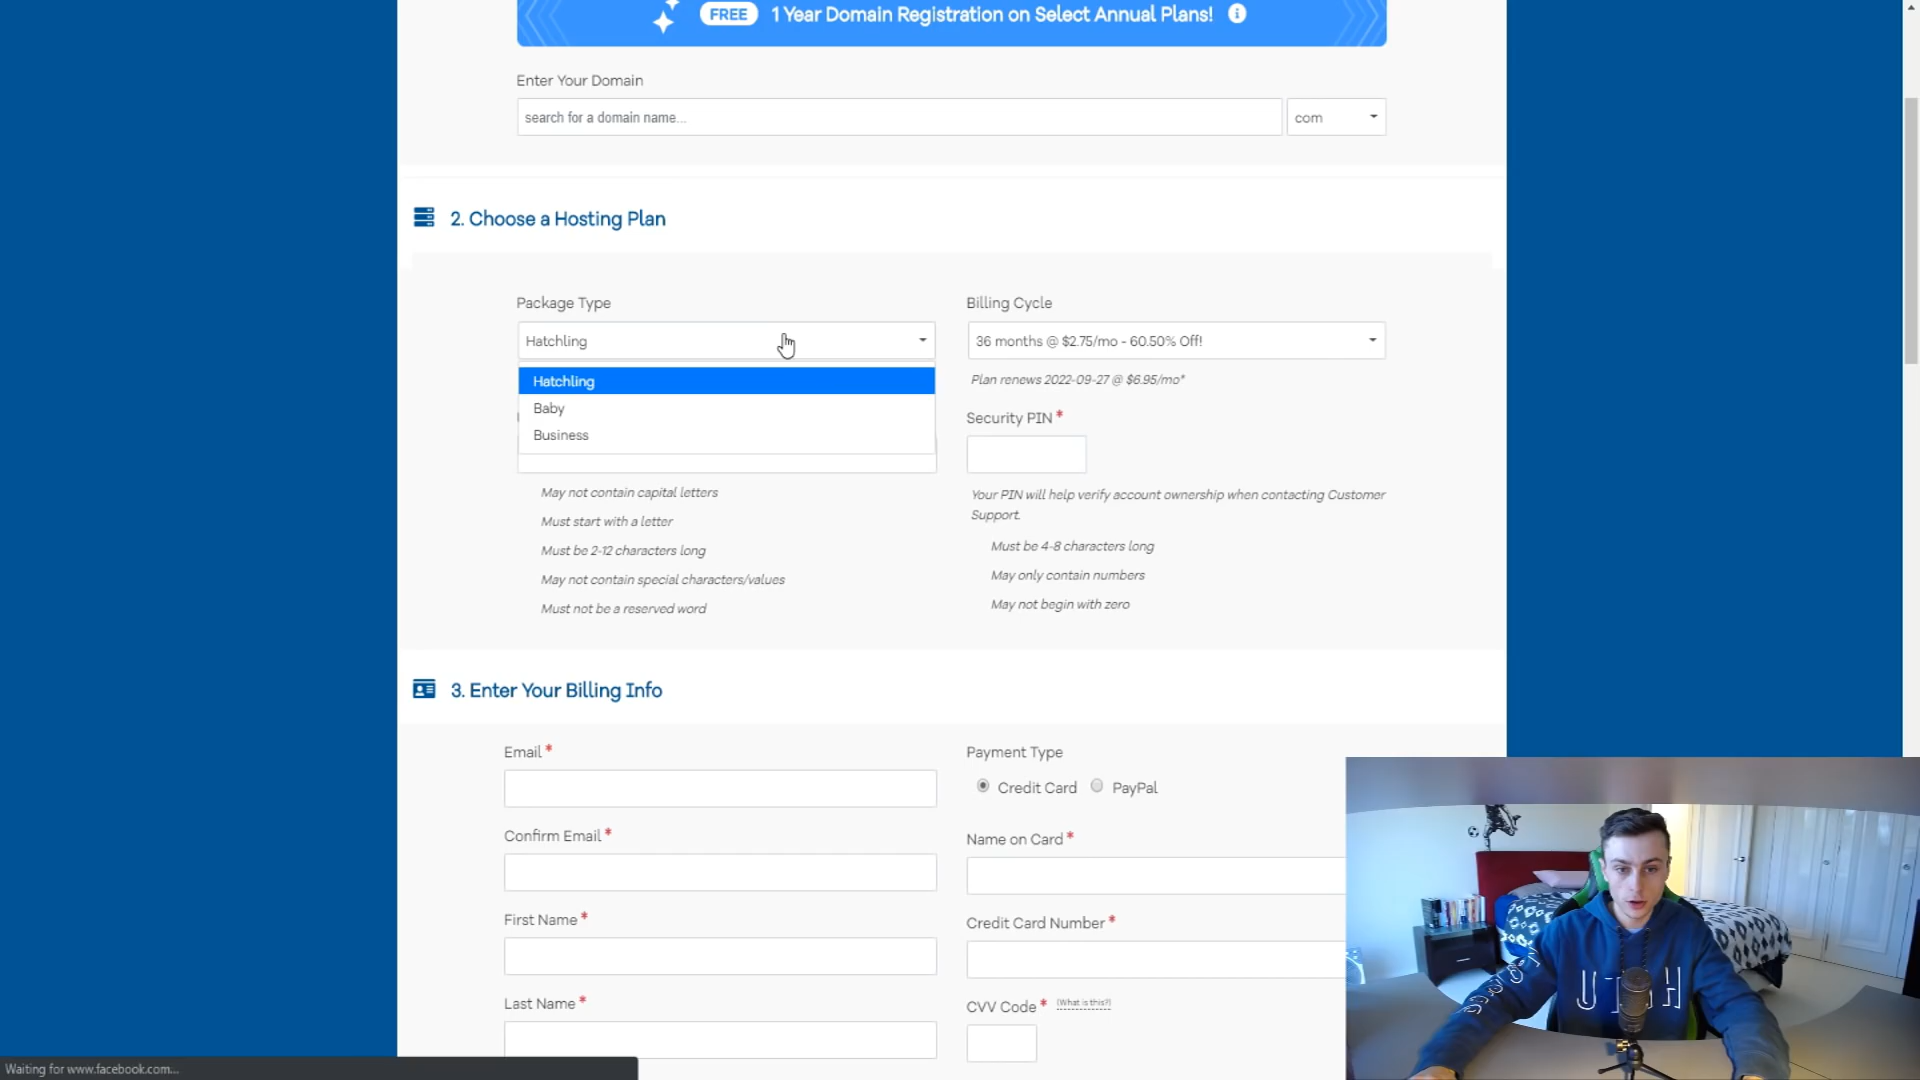 FREE 1 Year Domain Registration on Select Annual Plans!
Enter Your Domain
search for a domain name...
com
2. Choose a Hosting Plan
Package Type
Billing Cycle
Hatchling
36 months @ $2.75/mo - 60.50% Off!
Hatchling
Plan renews 2022-09-27 @ $6.95/mo*
Baby
Security PIN *
Business
May not contain capital letters
Your PIN will help verify account ownership when contacting Customer
Support.
Must start with a letter
Must be 4-8 characters long
Must be 2-12 characters long
May only contain numbers
May not contain special characters/values
May not begin with zero
Must not be a reserved word
3. Enter Your Billing Info
Email *
Payment Type
Credit Card
PayPal
Confirm Email *
Name on Card *
First Name *
Credit Card Number *
Last Name *
CVV Code * (What is this?)
UTAH
Waiting for www.facebook.com...